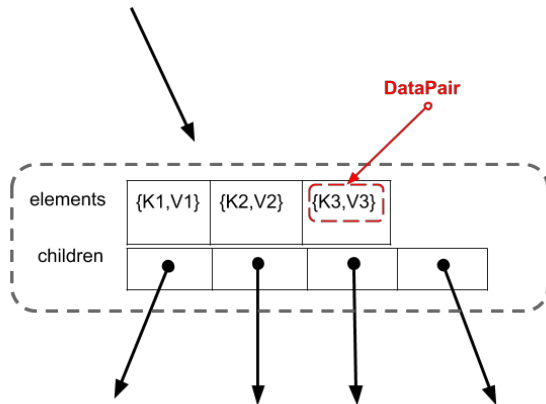 DataPair
elements {K1,V1} {K2,V2} {K3,V3}
children